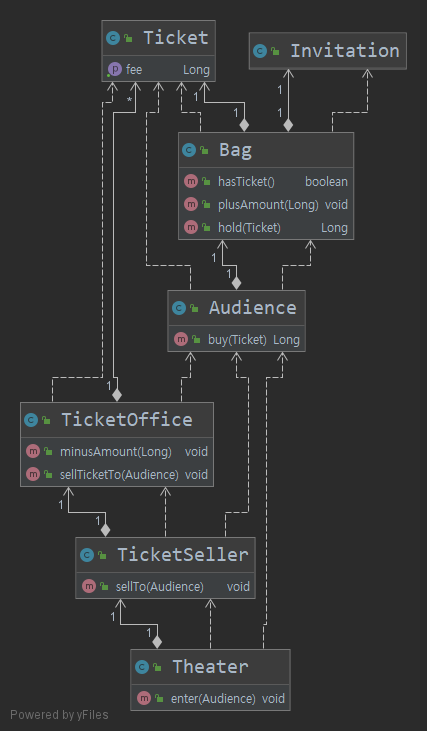 Ticket
fee Long
Invitation
1 1
* 1 1
Bag
hasTicket() boolean
plusAmount(Long) void
hold(Ticket) Long
1
1
Audience
buy(Ticket) Long
1
TicketOffice
minusAmount(Long) void
sellTicketTo(Audience) void
1
1
TicketSeller
sellTo(Audience) void
1
1
Theater
enter(Audience) void
Powered by yFiles